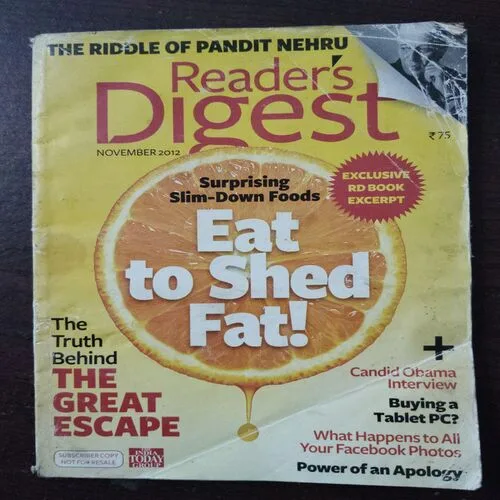 THE RIDDLE OF PANDIT NEHRU
Reader's
Digest
NOVEMBER 2012
₹75
EXCLUSIVE
RD BOOK
EXCERPT
Surprising
Slim-Down Foods
Eat
to Shed
Fat!
The
Truth
Behind
THE
GREAT
ESCAPE
+
Candid Obama
Interview
Buying a
Tablet PC?
What Happens to All
Your Facebook Photos
Power of an Apology
SUBSCRIBER COPY
NOT FOR RESALE
INDIA
TODAY
GROUP